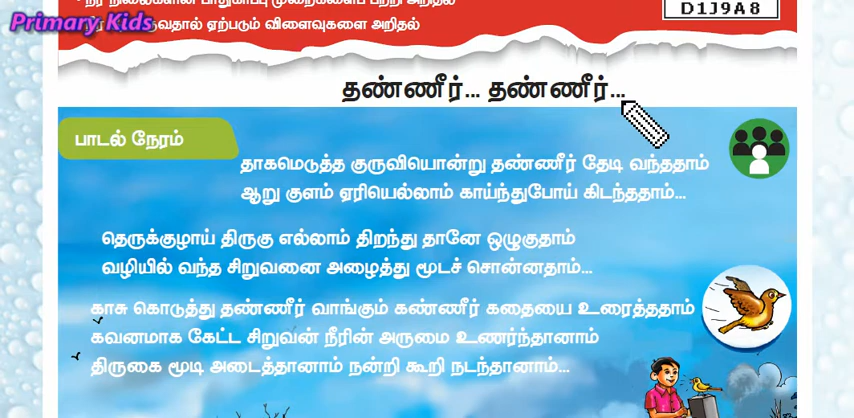 Primary Kids
D1J9A8
ஏற்படும் விளைவுகளை அறிதல்
தண்ணீர்... தண்ணீர்...
பாடல் நேரம்
தாகமெடுத்த குருவியொன்று தண்ணீர் தேடி வந்ததாம்
ஆறு குளம் ஏரியெல்லாம் காய்ந்துபோய் கிடந்ததாம்...
தெருக்குழாய் திருகு எல்லாம் திறந்து தானே ஒழுகுதாம்
வழியில் வந்த சிறுவனை அழைத்து மூடச் சொன்னதாம்...
காசு கொடுத்து தண்ணீர் வாங்கும் கண்ணீர் கதையை உரைத்ததாம்
கவனமாக கேட்ட சிறுவன் நீரின் அருமை உணர்ந்தானாம்
திருகை மூடி அடைத்தானாம் நன்றி கூறி நடந்தானாம்...